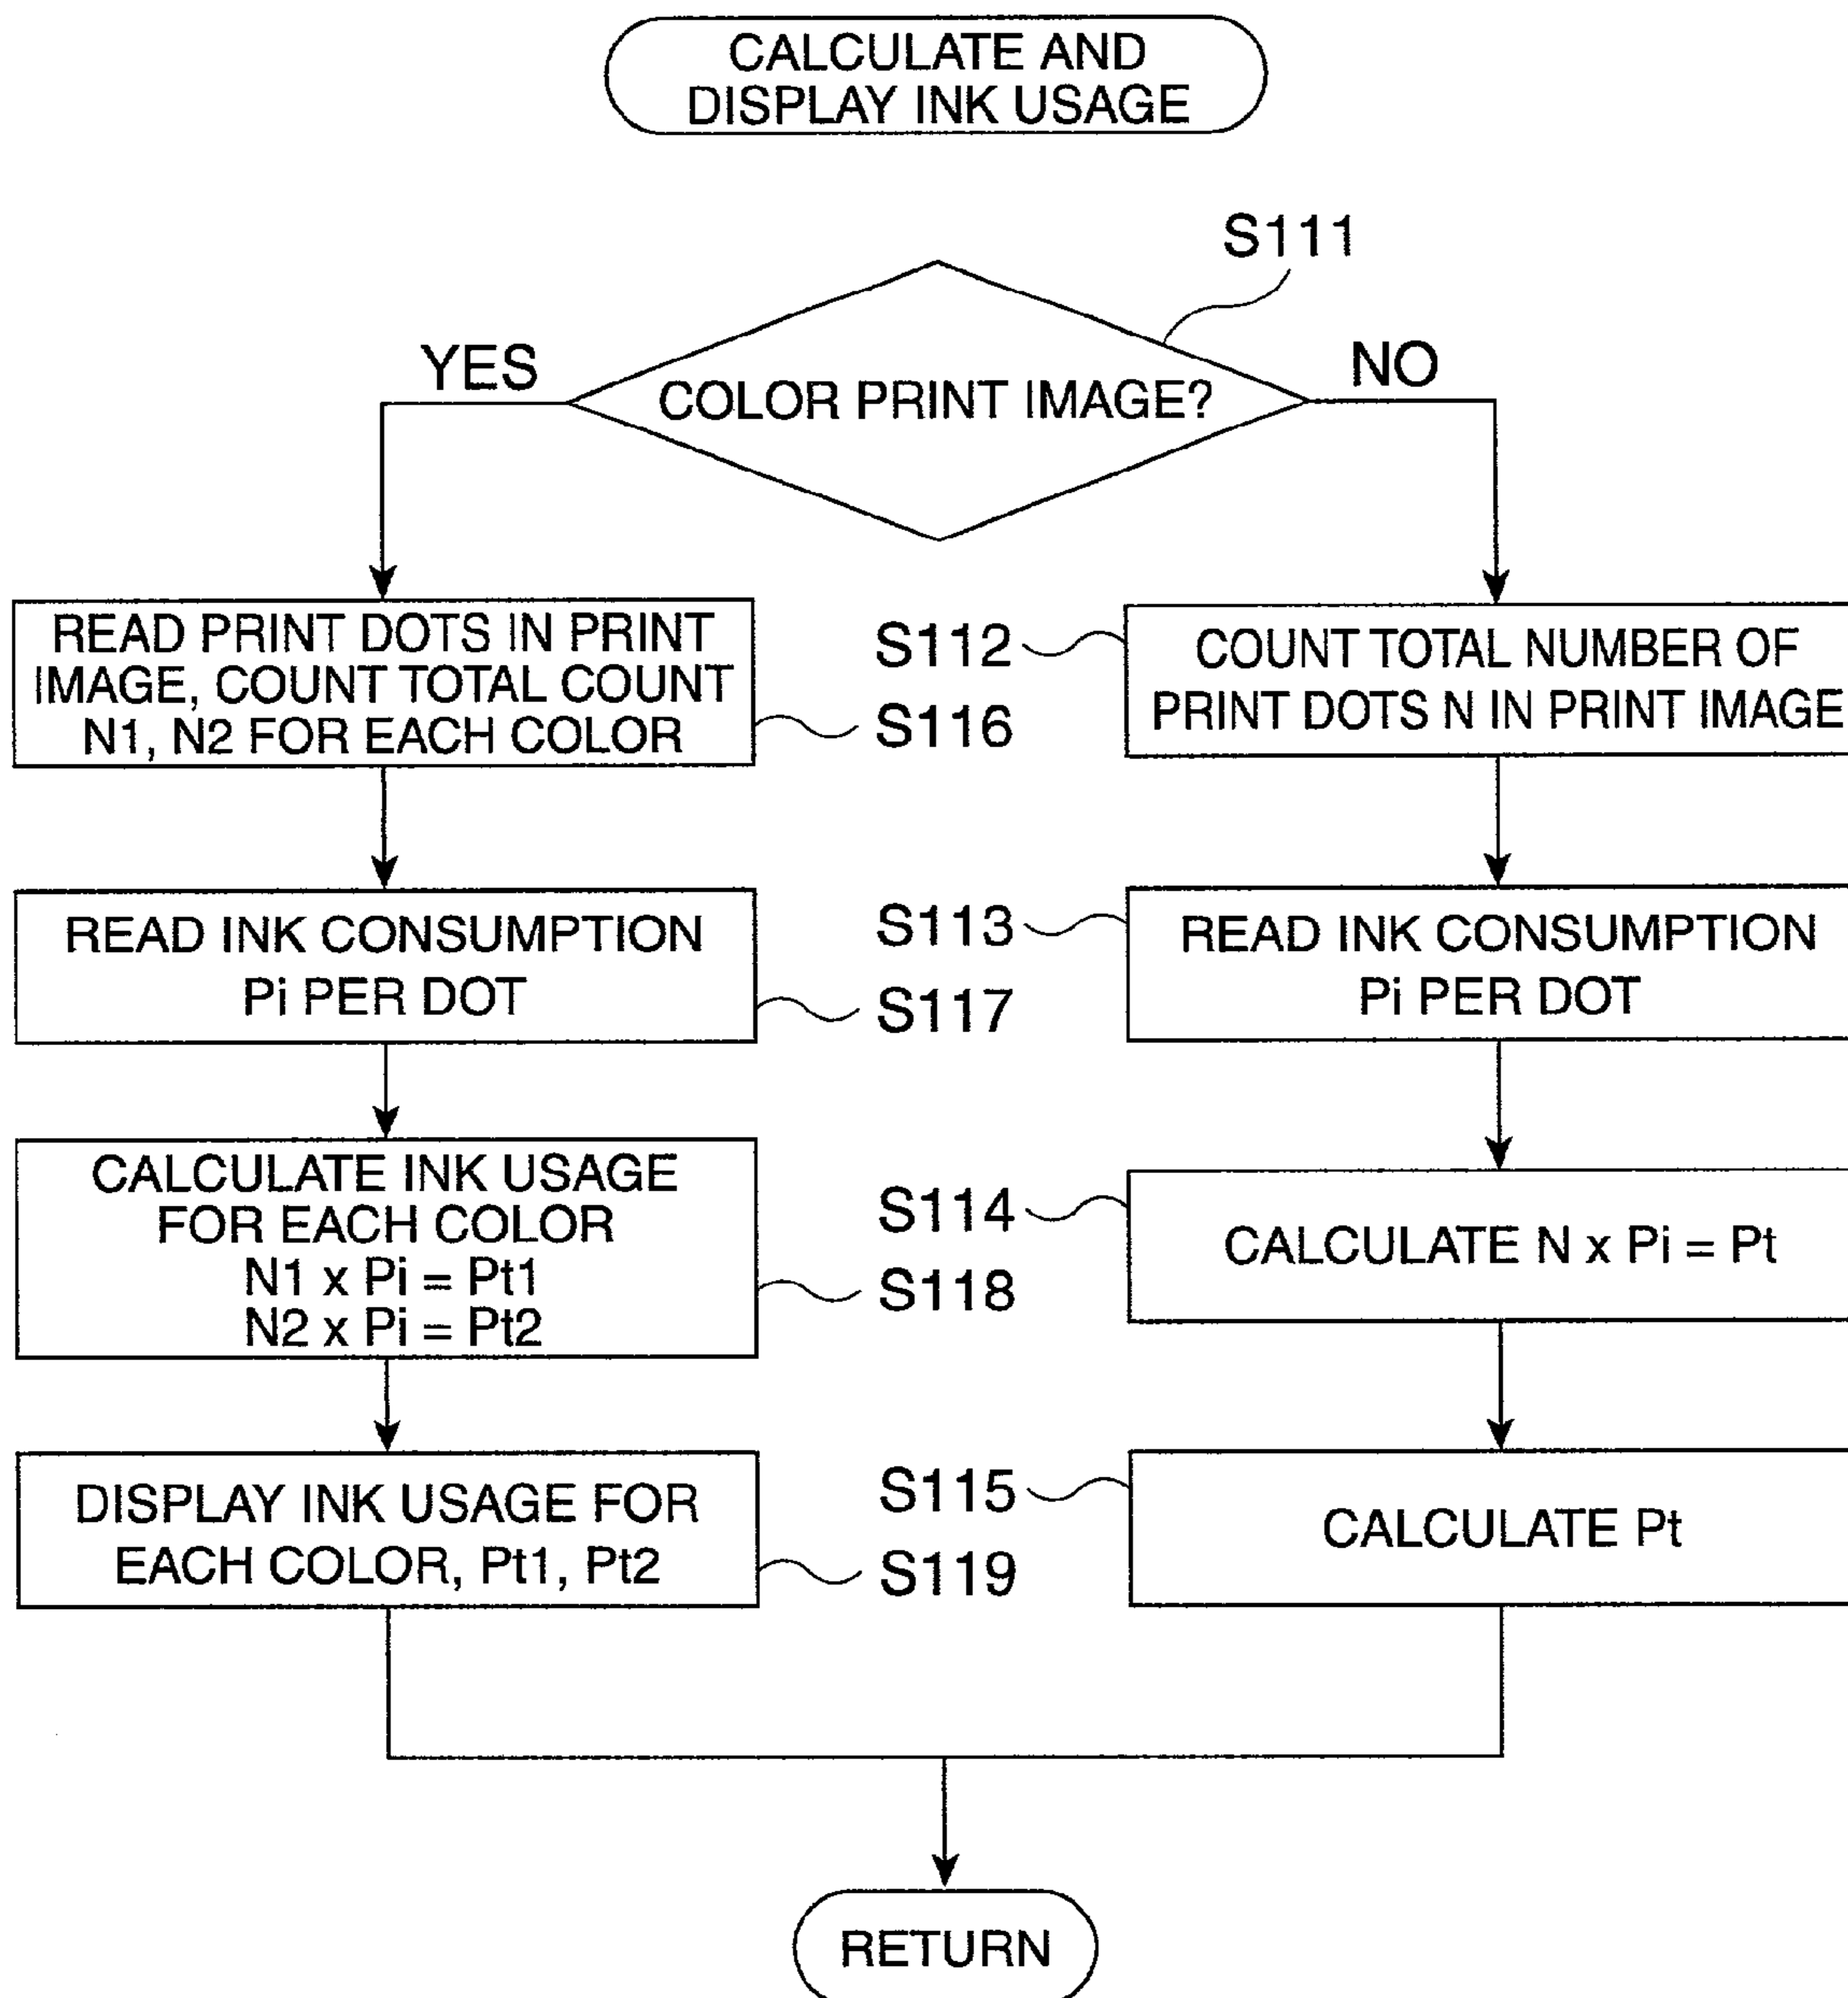 CALCULATE AND
DISPLAY INK USAGE
S111
YES
COLOR PRINT IMAGE?
NO
READ PRINT DOTS IN PRINT
IMAGE, COUNT TOTAL COUNT
N1, N2 FOR EACH COLOR
S116
S112
COUNT TOTAL NUMBER OF
PRINT DOTS N IN PRINT IMAGE
READ INK CONSUMPTION
Pi PER DOT
S117
S113
READ INK CONSUMPTION
Pi PER DOT
CALCULATE INK USAGE
FOR EACH COLOR
N1 x Pi = Pt1
N2 x Pi = Pt2
S118
S114
CALCULATE N x Pi = Pt
DISPLAY INK USAGE FOR
EACH COLOR, Pt1, Pt2
S119
S115
CALCULATE Pt
RETURN